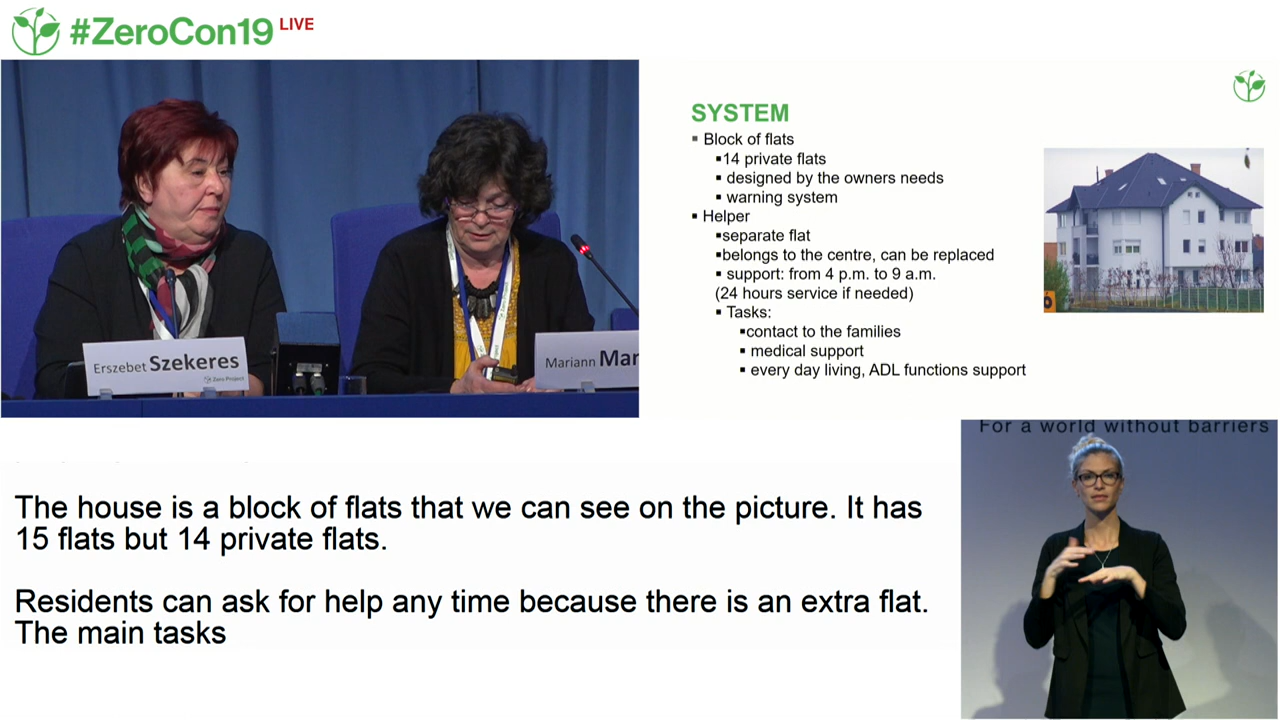 #ZeroCon19 LIVE
SYSTEM
▪ Block of flats
▪14 private flats
▪ designed by the owners needs
▪ warning system
▪ Helper
▪separate flat
▪belongs to the centre, can be replaced
▪ support: from 4 p.m. to 9 a.m.
(24 hours service if needed)
▪ Tasks:
▪contact to the families
▪ medical support
▪ every day living, ADL functions support
Erszebet Szekeres
Zero Project
Mariann Mar
For a world without barriers
The house is a block of flats that we can see on the picture. It has
15 flats but 14 private flats.
Residents can ask for help any time because there is an extra flat.
The main tasks